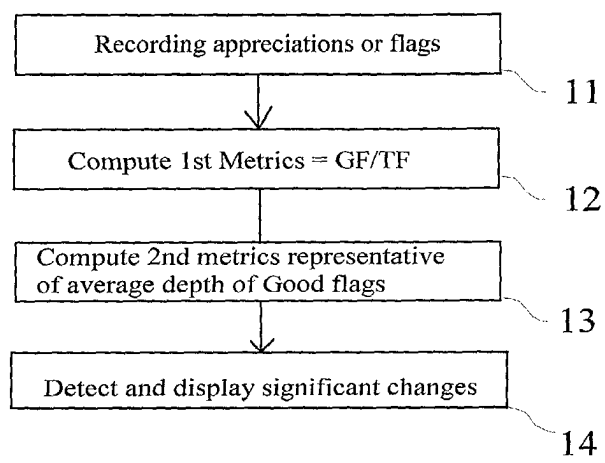 Recording appreciations or flags
11
Compute 1st Metrics = GF/TF
12
Compute 2nd metrics representative
of average depth of Good flags
13
Detect and display significant changes
14